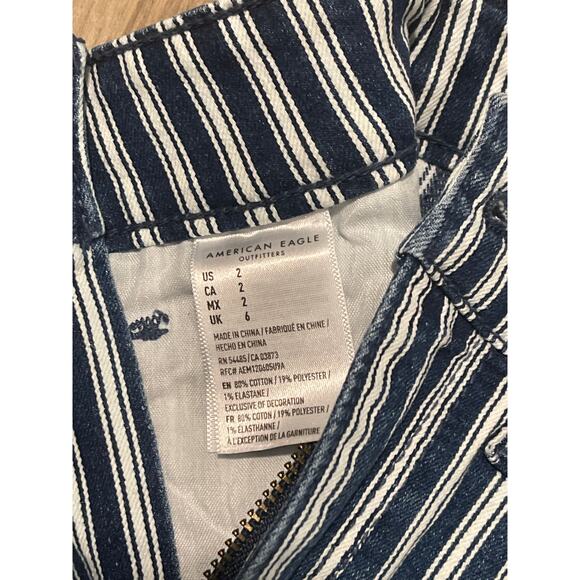 AMERICAN EAGLE
OUTFITTERS
US 2
CA 2
MX 2
UK 6
MADE IN CHINA / FABRIQUÉ EN CHINE /
HECHO EN CHINA
RN 54485 / CA 03873
RFC# AEM120605U9A
EN 80% COTTON / 19% POLYESTER /
1% ELASTANE /
EXCLUSIVE OF DECORATION
FR 80% COTTON / 19% POLYESTER /
1% ÉLASTHANNE /
À L'EXCEPTION DE LA GARNITURE